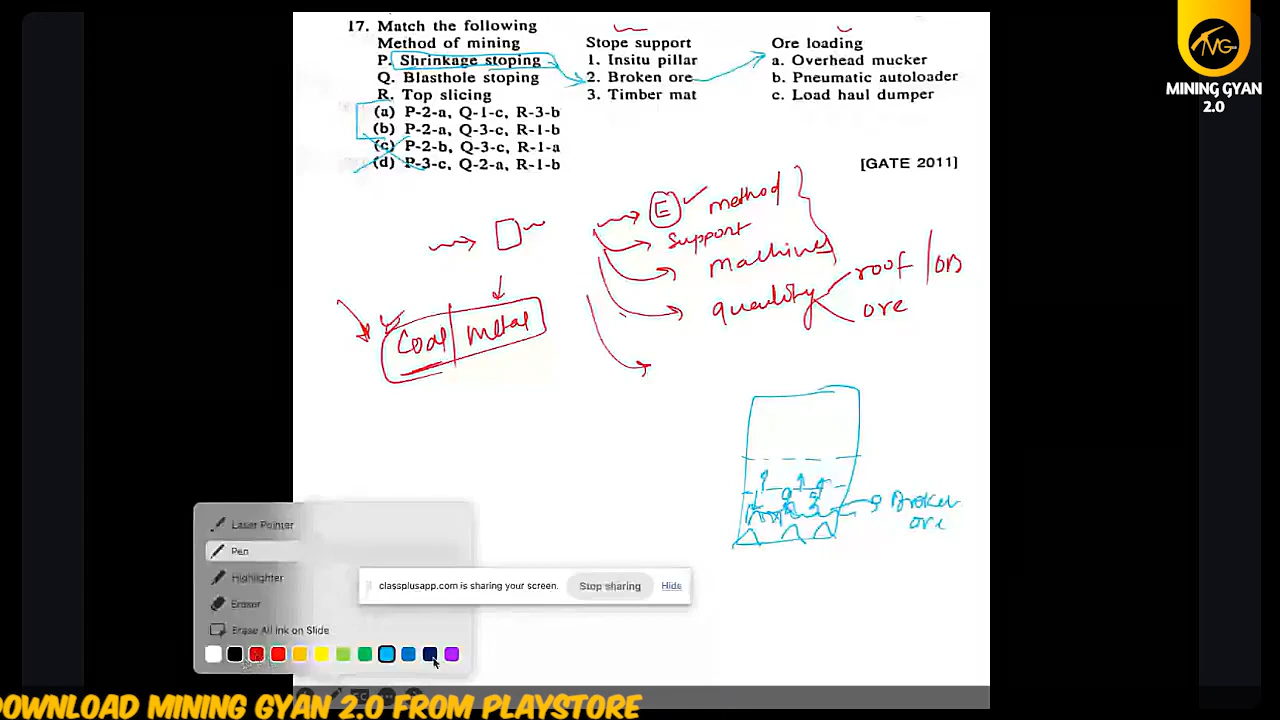 17. Match the following
Method of mining Stope support Ore loading
P. Shrinkage stoping 1. Insitu pillar a. Overhead mucker
Q. Blasthole stoping 2. Broken ore b. Pneumatic autoloader
R. Top slicing 3. Timber mat c. Load haul dumper
(a) P-2-a, Q-1-c, R-3-b
(b) P-2-a, Q-3-c, R-1-b
(c) P-2-b, Q-3-c, R-1-a
(d) P-3-c, Q-2-a, R-1-b
[GATE 2011]
MINING GYAN
2.0
E method
support
machines
quality
roof / OB
ore
Coal | Metal
Broken
ore
Laser Pointer
Pen
Highlighter
Eraser
Erase All Ink on Slide
classplusapp.com is sharing your screen. Stop sharing Hide
DOWNLOAD MINING GYAN 2.0 FROM PLAYSTORE